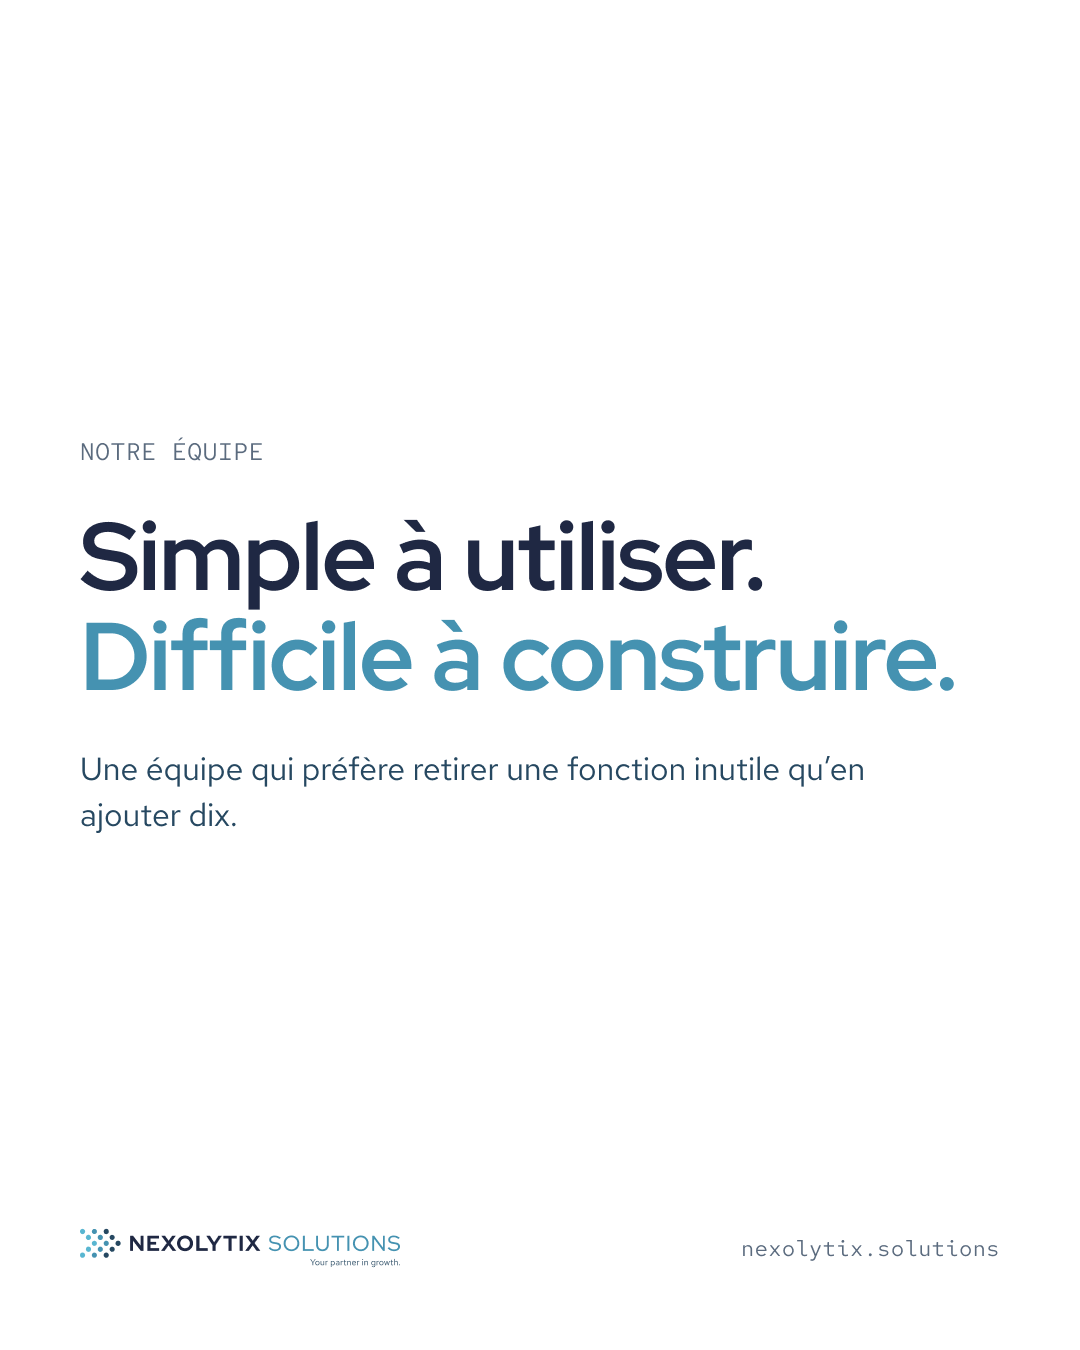 NOTRE ÉQUIPE
Simple à utiliser.
Difficile à construire.
Une équipe qui préfère retirer une fonction inutile qu’en
ajouter dix.
NEXOLYTIX SOLUTIONS
Your partner in growth.
nexolytix.solutions